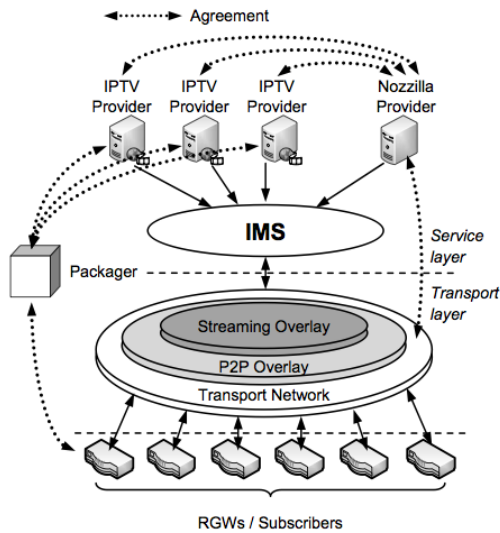 Agreement
IPTV Provider
IPTV Provider
IPTV Provider
Nozzilla Provider
IMS
Service layer
Packager
Transport layer
Streaming Overlay
P2P Overlay
Transport Network
RGWs / Subscribers